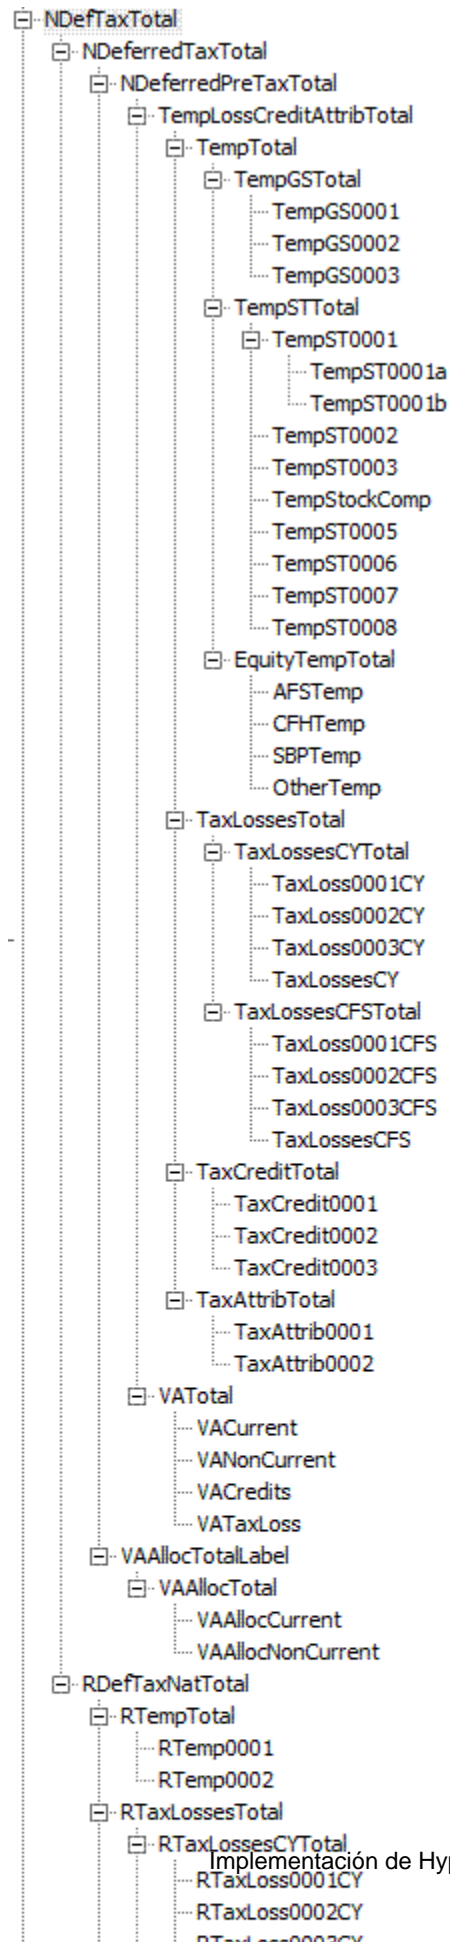 NDefTaxTotal
NDeferredTaxTotal
NDeferredPreTaxTotal
TempLossCreditAttribTotal
TempTotal
TempGSTotal
TempGS0001
TempGS0002
TempGS0003
TempSTTotal
TempST0001
TempST0001a
TempST0001b
TempST0002
TempST0003
TempStockComp
TempST0005
TempST0006
TempST0007
TempST0008
EquityTempTotal
AFSTemp
CFHTemp
SBPTemp
OtherTemp
TaxLossesTotal
TaxLossesCYTotal
TaxLoss0001CY
TaxLoss0002CY
TaxLoss0003CY
TaxLossesCY
TaxLossesCFSTotal
TaxLoss0001CFS
TaxLoss0002CFS
TaxLoss0003CFS
TaxLossesCFS
TaxCreditTotal
TaxCredit0001
TaxCredit0002
TaxCredit0003
TaxAttribTotal
TaxAttrib0001
TaxAttrib0002
VATotal
VACurrent
VANonCurrent
VACredits
VATaxLoss
VAAllocTotalLabel
VAAllocTotal
VAAllocCurrent
VAAllocNonCurrent
RDefTaxNatTotal
RTempTotal
RTemp0001
RTemp0002
RTaxLossesTotal
RTaxLossesCYTotal
Implementación de Hyp
RTaxLoss0001CY
RTaxLoss0002CY
RTaxLoss0003CY